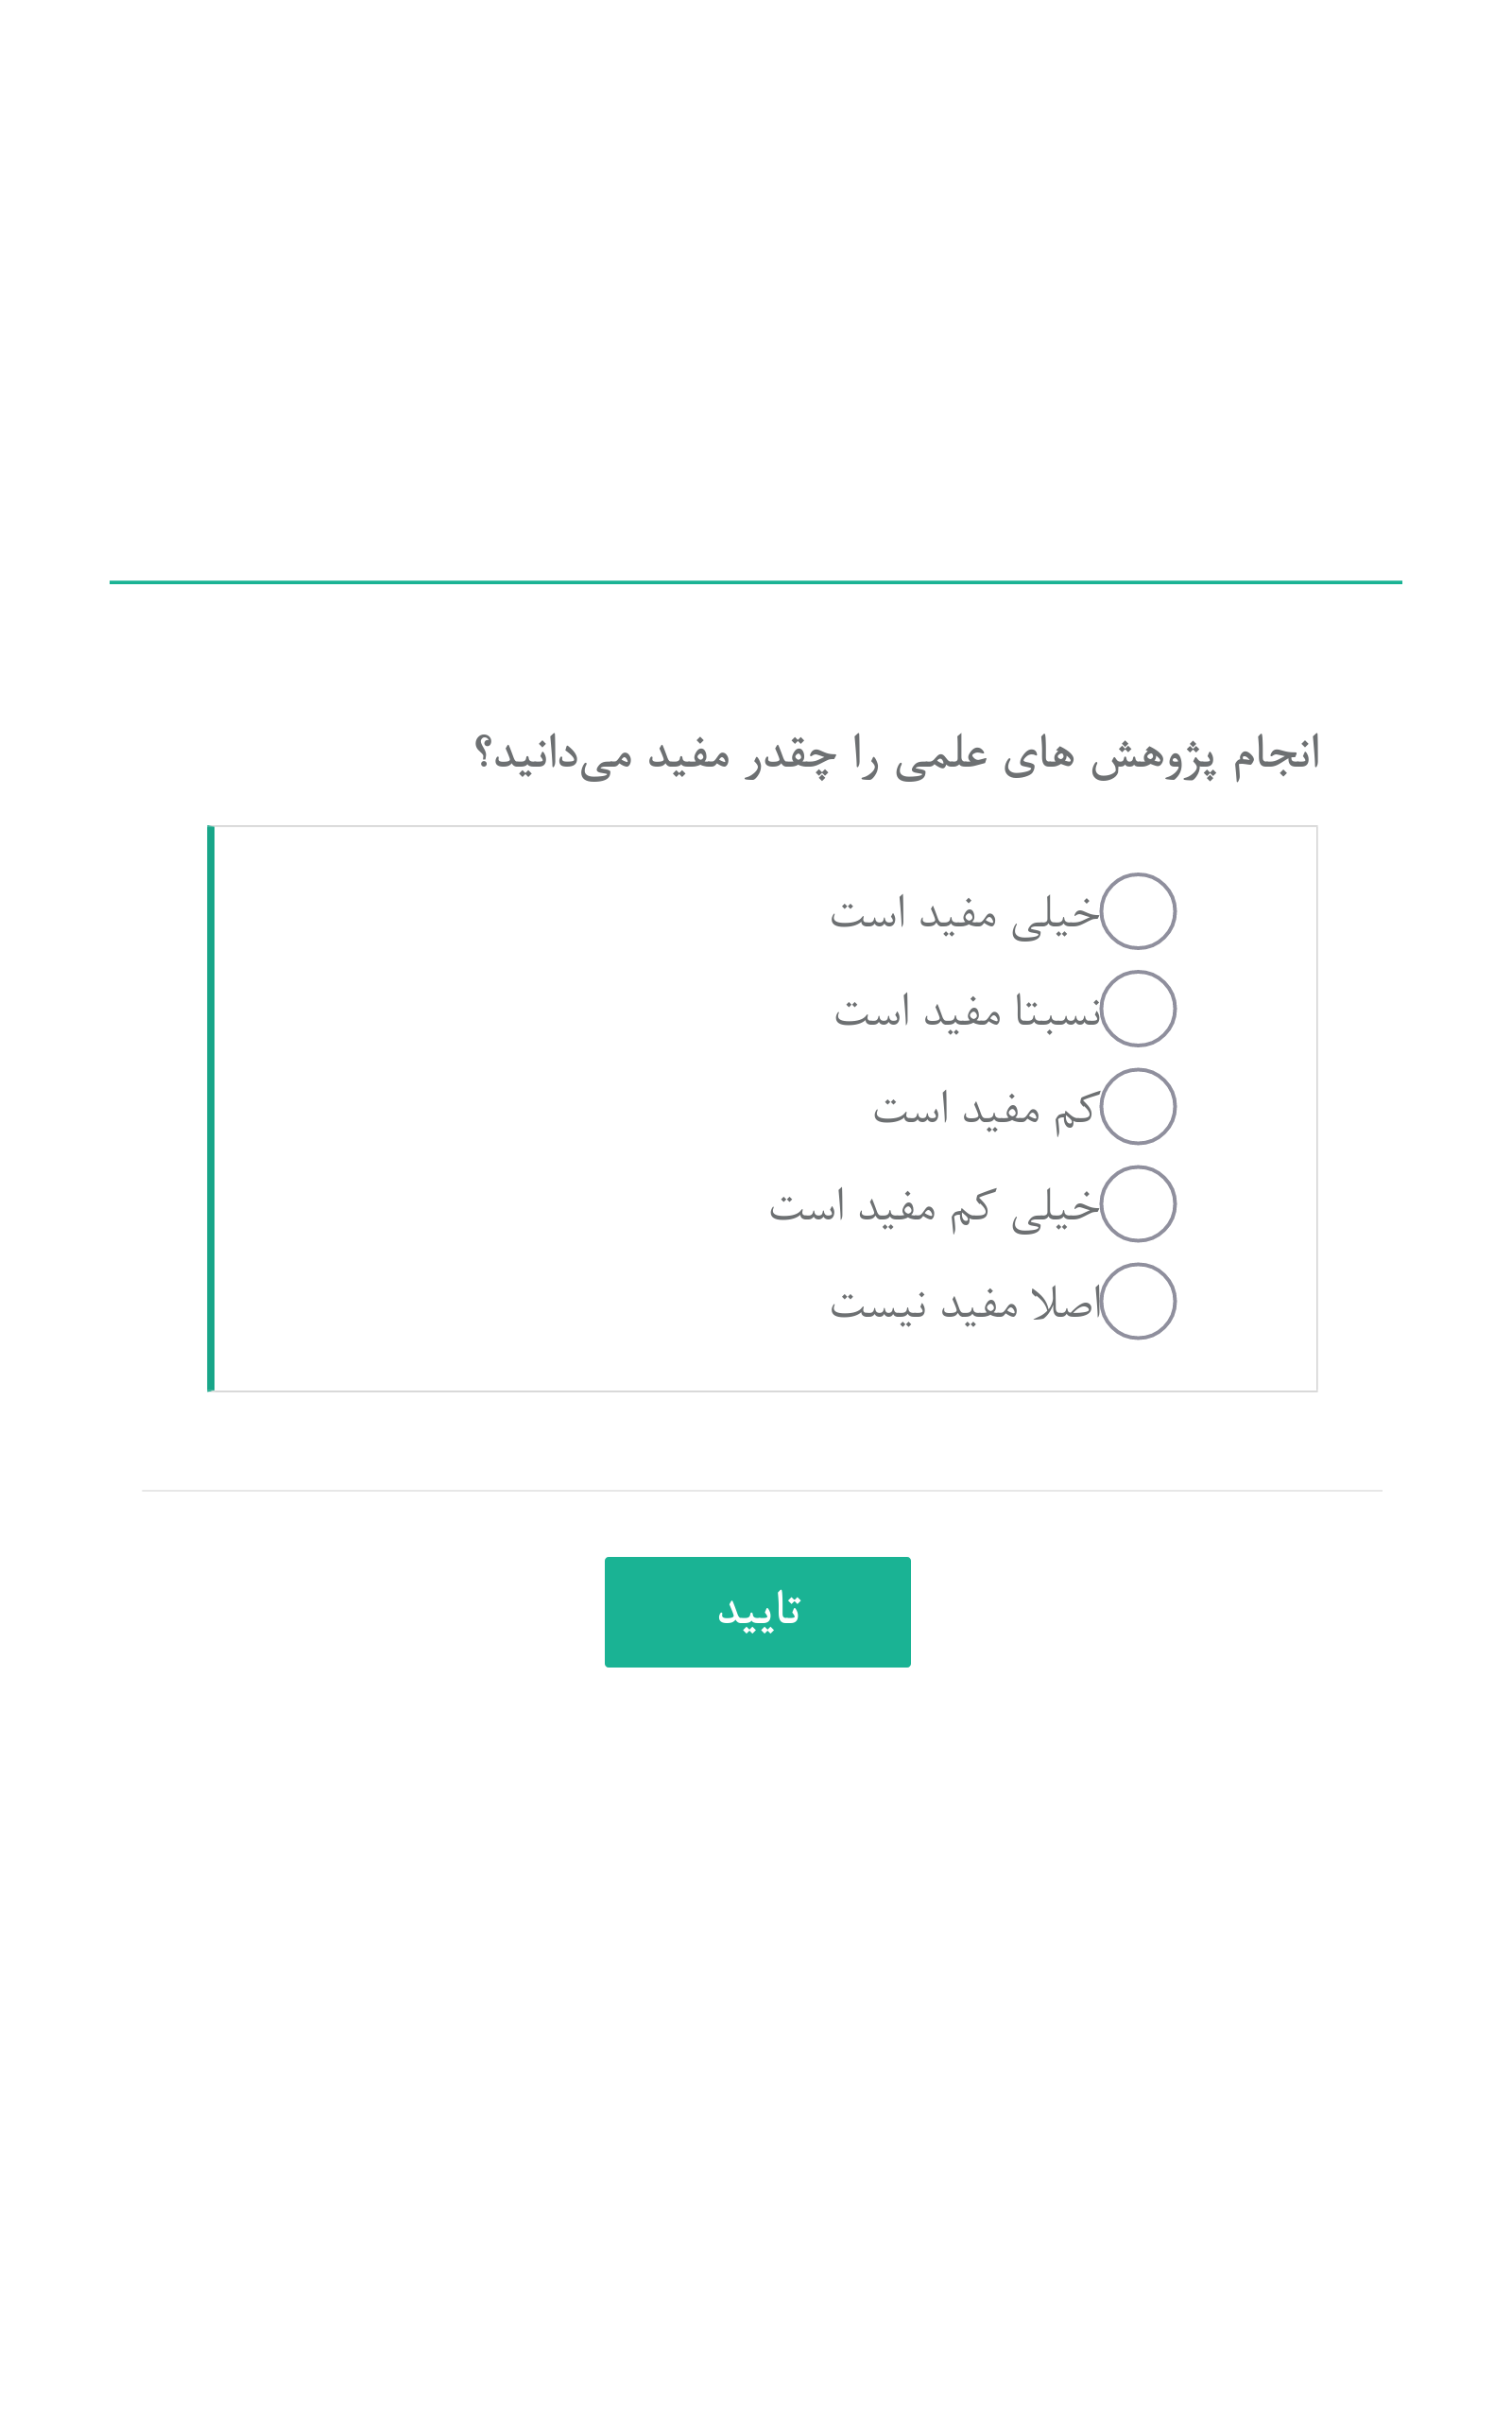 انجام پژوهش های علمی را چقدر مفید می‌دانید؟
خیلی مفید است
نسبتا مفید است
کم مفید است
خیلی کم مفید است
اصلا مفید نیست
تایید